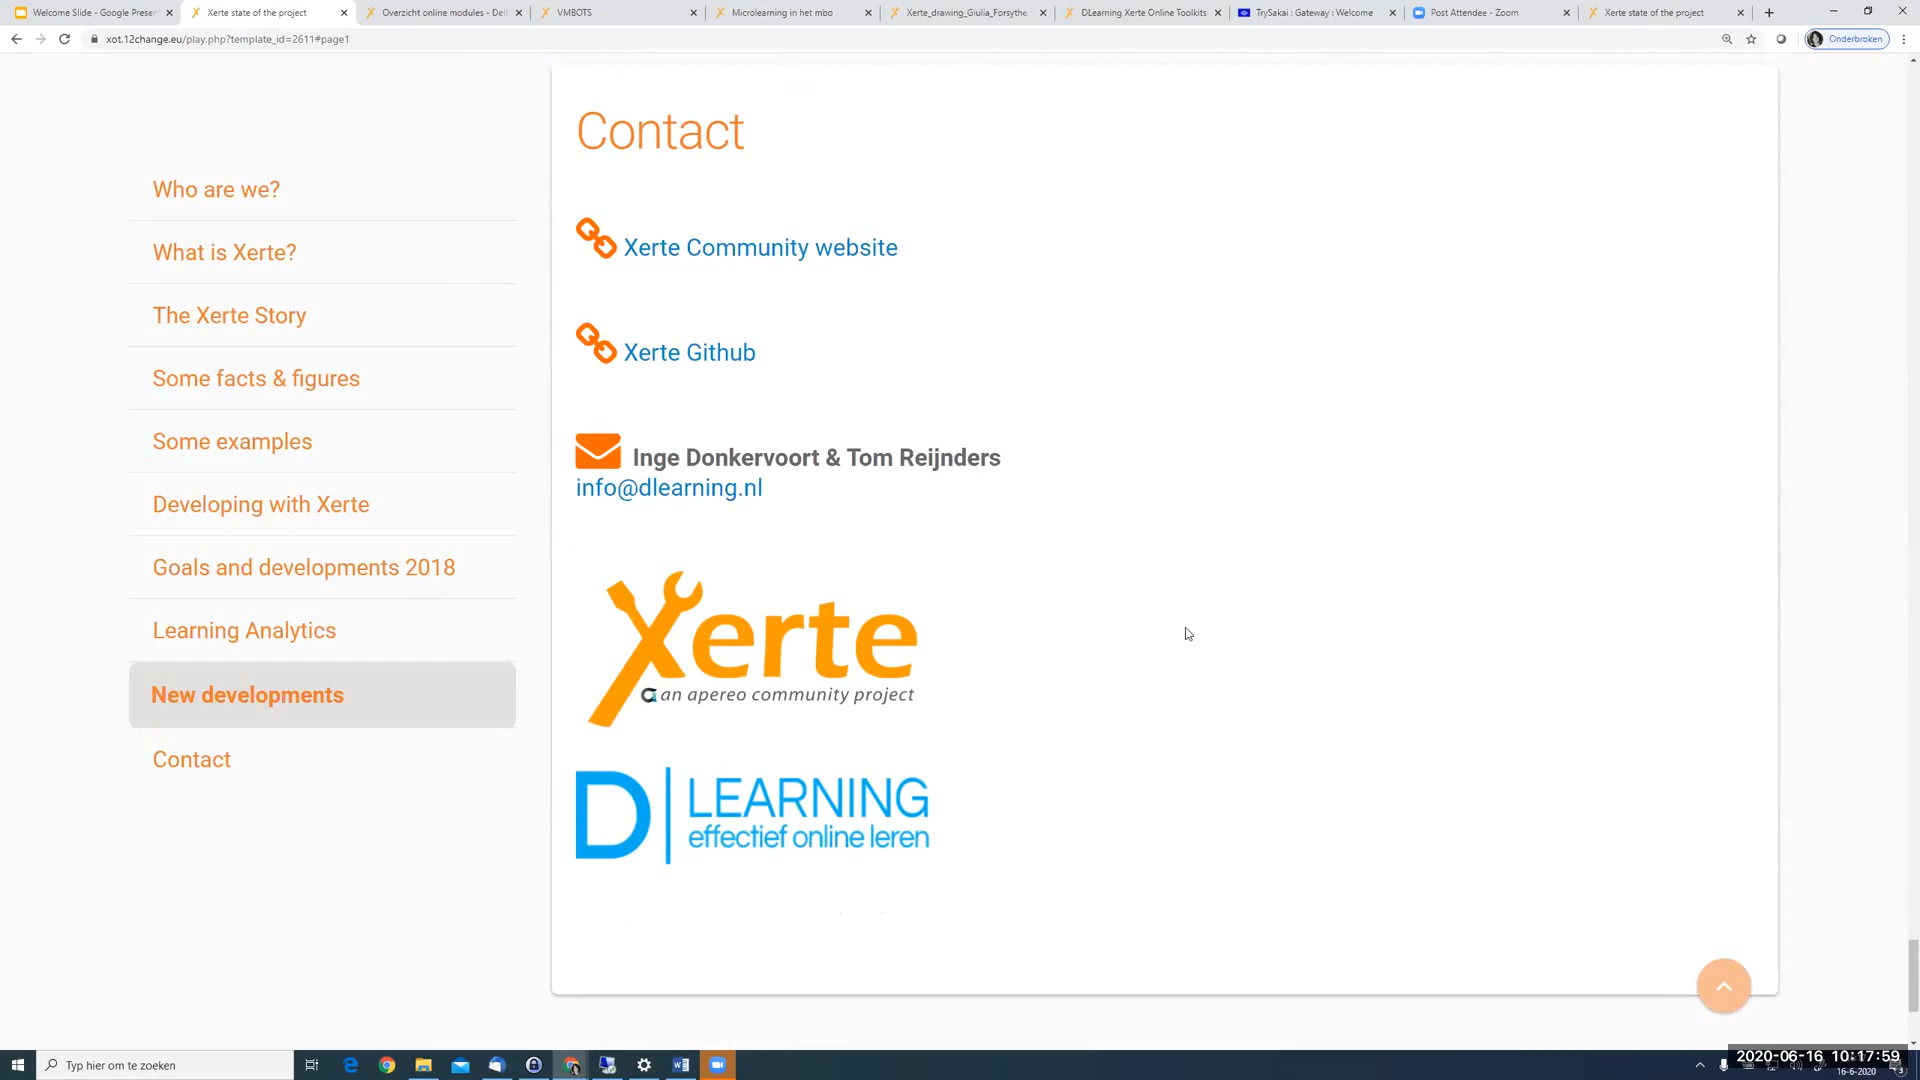 Welcome Slide - Google Preser
Xerte state of the project
Overzicht online modules - Delt
VMBOTS
Microlearning in het mbo
Xerte_drawing_Giulia_Forsythe.
DLearning Xerte Online Toolkits
TrySakai : Gateway : Welcome
Post Attendee - Zoom
Xerte state of the project
xot.12change.eu/play.php?template_id=2611#page1
Onderbroken
Who are we?
What is Xerte?
The Xerte Story
Some facts & figures
Some examples
Developing with Xerte
Goals and developments 2018
Learning Analytics
New developments
Contact
Contact
Xerte Community website
Xerte Github
Inge Donkervoort & Tom Reijnders
info@dlearning.nl
Xerte
an apereo community project
D LEARNING
effectief online leren
Typ hier om te zoeken
2020-06-16 10:17:59
16-6-2020